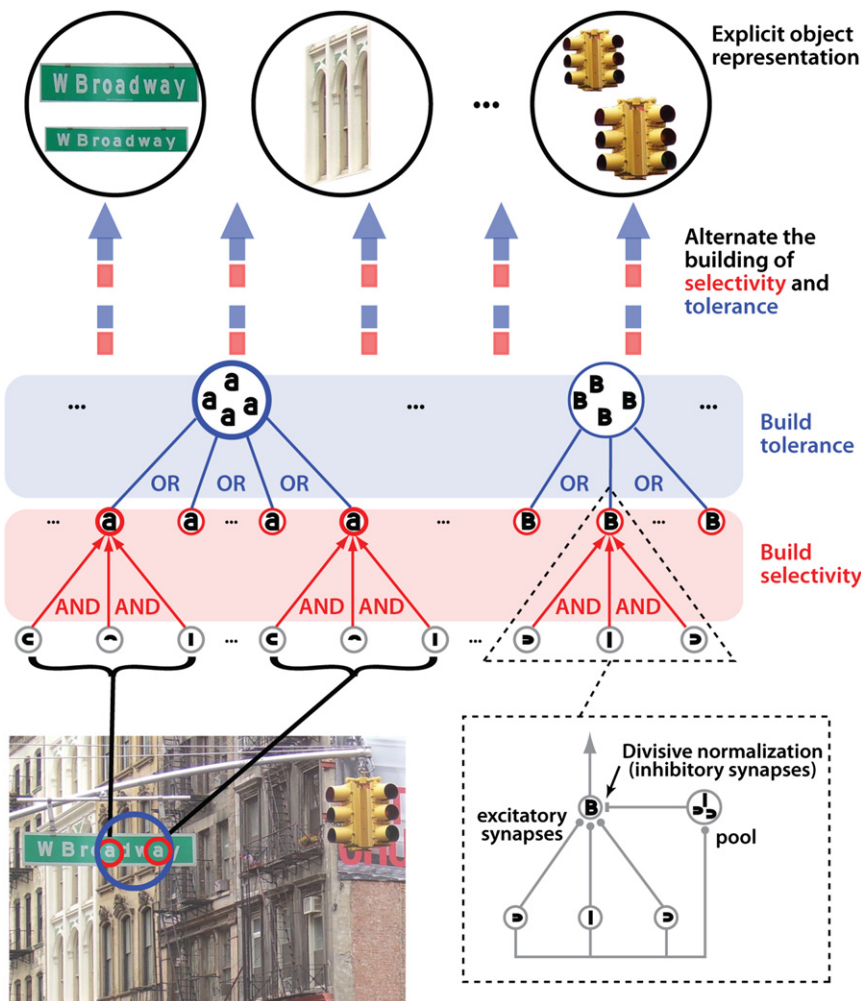 Explicit object
representation
W Broadway
W Broadway
...
Alternate the
building of
selectivity and
tolerance
a
a a a
B
B B B
... ... ...
Build
tolerance
OR OR OR OR OR
... a a ... a a ... B B ... B
Build
selectivity
AND AND AND AND AND AND
... ...
W Broadway
Divisive normalization
(inhibitory synapses)
excitatory
synapses
B
pool